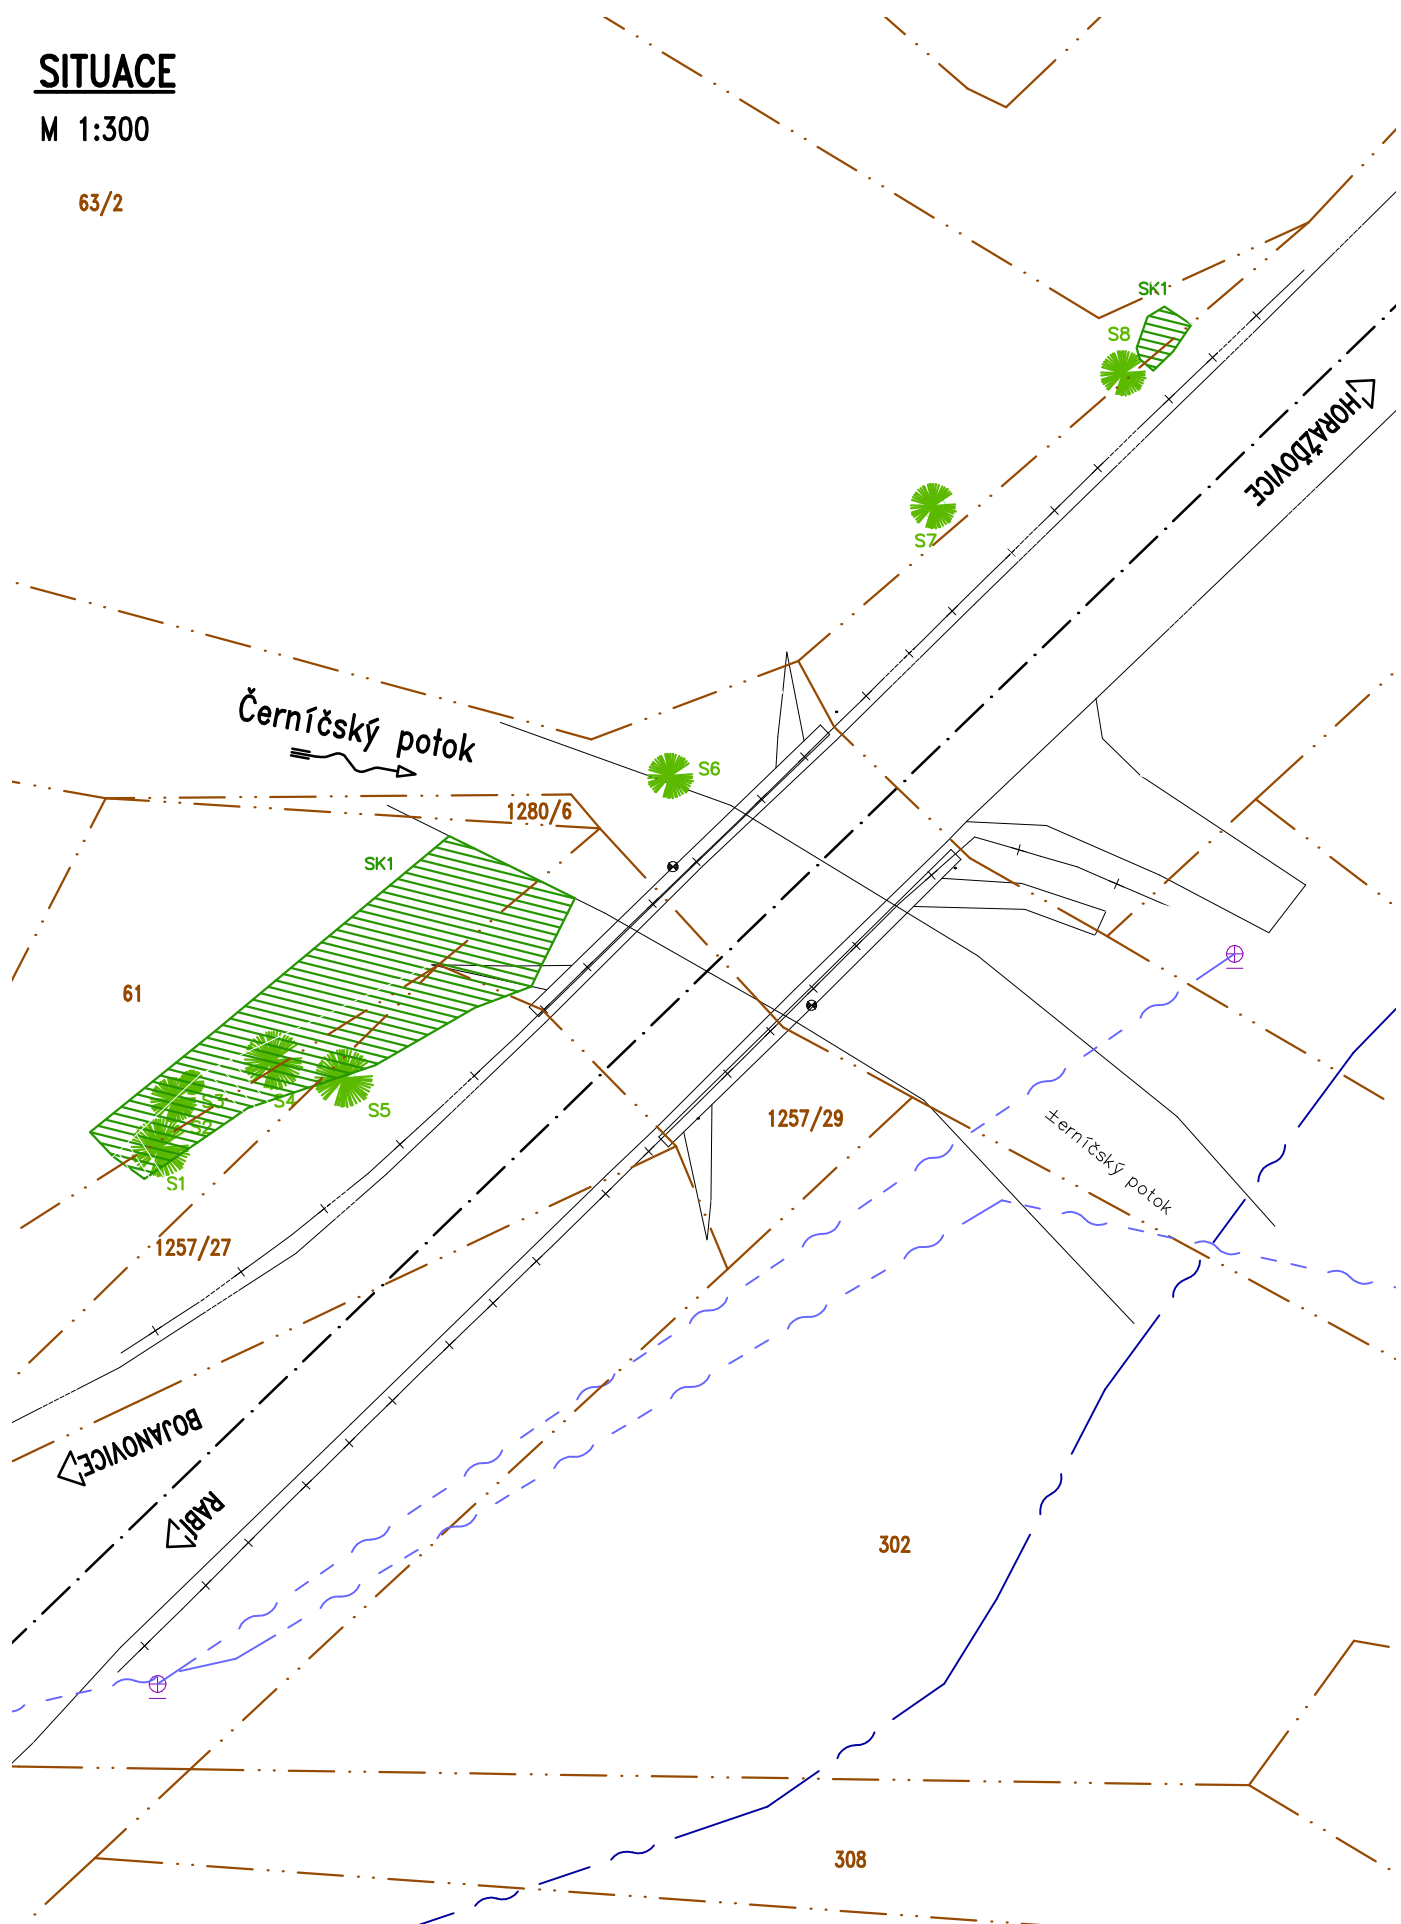 SITUACE
M 1:300
63/2
SK1
S8
HORAŽĎOVICE
S7
Černíčský potok
S6
1280/6
SK1
61
S3
S4
S5
S2
S1
1257/29
±erníčský potok
1257/27
BOJANOVICE
RABÍ
302
308